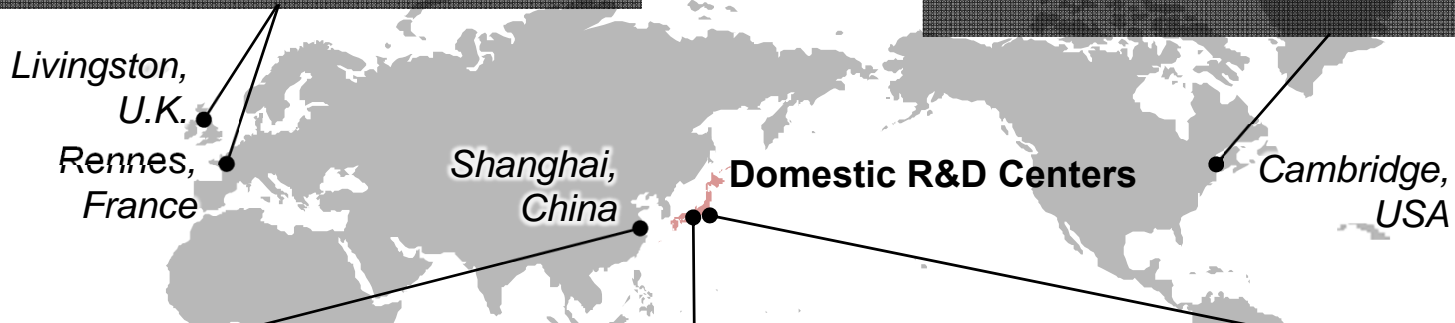 Livingston,
U.K.
Rennes,
France
Shanghai,
China
Domestic R&D Centers
Cambridge,
USA